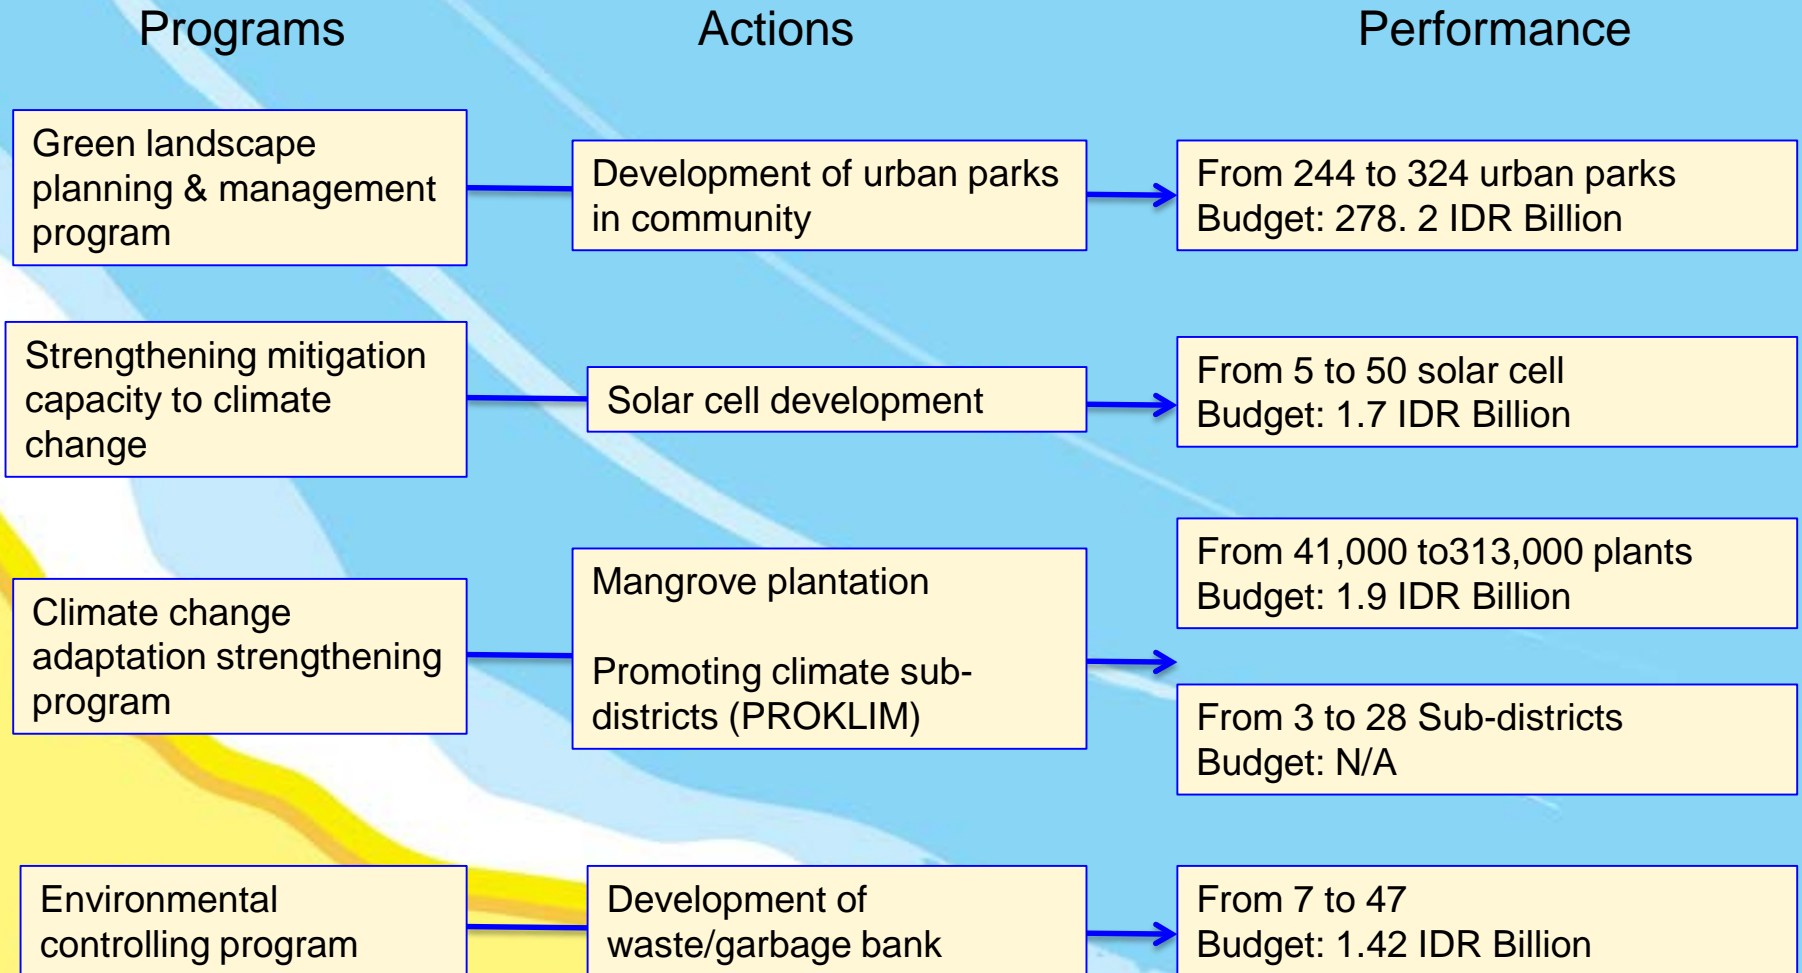 Programs
Actions
Performance
Green landscape
planning & management
program
Development of urban parks
in community
From 244 to 324 urban parks
Budget: 278. 2 IDR Billion
Strengthening mitigation
capacity to climate
change
Solar cell development
From 5 to 50 solar cell
Budget: 1.7 IDR Billion
Climate change
adaptation strengthening
program
Mangrove plantation
Promoting climate sub-
districts (PROKLIM)
From 41,000 to313,000 plants
Budget: 1.9 IDR Billion
From 3 to 28 Sub-districts
Budget: N/A
Environmental
controlling program
Development of
waste/garbage bank
From 7 to 47
Budget: 1.42 IDR Billion